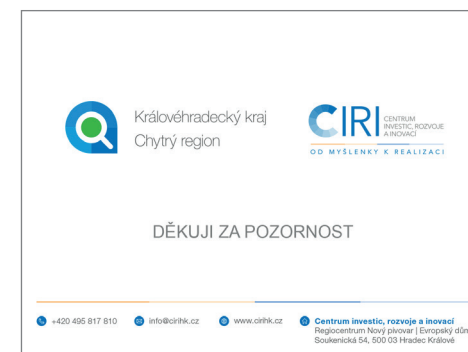 Královéhradecký kraj
Chytrý region
CIRI
CENTRUM
INVESTIC, ROZVOJE
A INOVACÍ
OD MYŠLENKY K REALIZACI
DĚKUJI ZA POZORNOST
+420 495 817 810
info@cirihk.cz
www.cirihk.cz
Centrum investic, rozvoje a inovací
Regiocentrum Nový pivovar | Evropský dům
Soukenická 54, 500 03 Hradec Králové